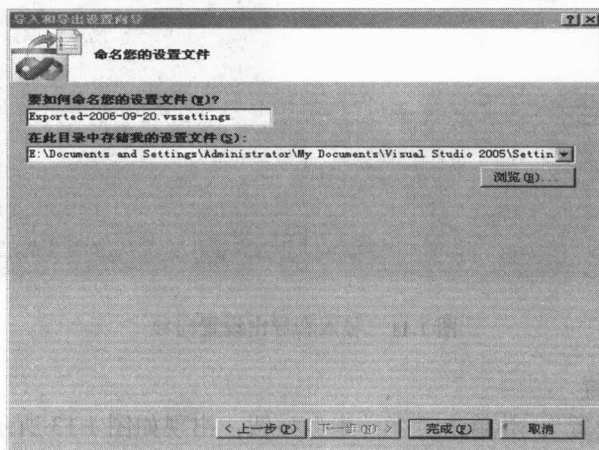 导入和导出设置向导
命名您的设置文件
要如何命名您的设置文件(W)?
Exported-2006-09-20.vssettings
在此目录中存储我的设置文件(S):
E:\Documents and Settings\Administrator\My Documents\Visual Studio 2005\Settin
浏览(B)...
< 上一步(P) 下一步(N) > 完成(F) 取消